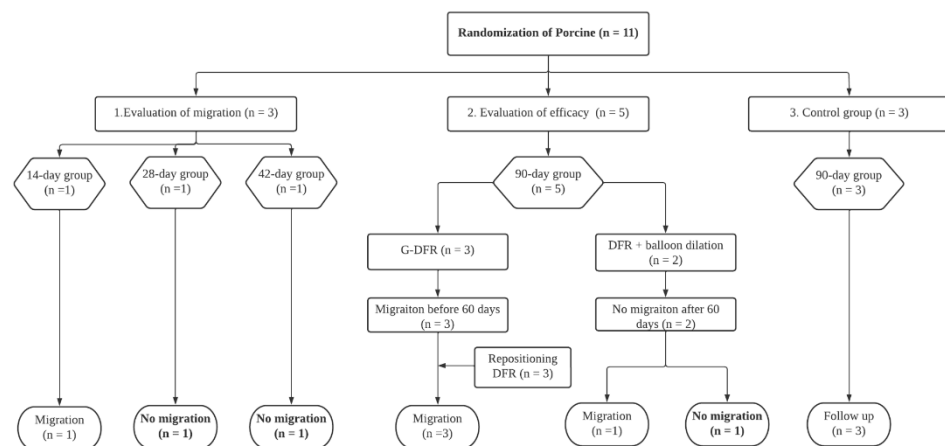 Randomization of Porcine (n = 11)
1.Evaluation of migration (n = 3)
2. Evaluation of efficacy (n = 5)
3. Control group (n = 3)
14-day group
(n =1)
28-day group
(n =1)
42-day group
(n =1)
90-day group
(n = 5)
90-day group
(n = 3)
G-DFR (n = 3)
DFR + balloon dilation
(n = 2)
Migraiton before 60 days
(n = 3)
No migraiton after 60
days (n = 2)
Repositioning
DFR (n = 3)
Migration
(n = 1)
No migration
(n = 1)
No migration
(n = 1)
Migration
(n =3)
Migration
(n =1)
No migration
(n = 1)
Follow up
(n = 3)